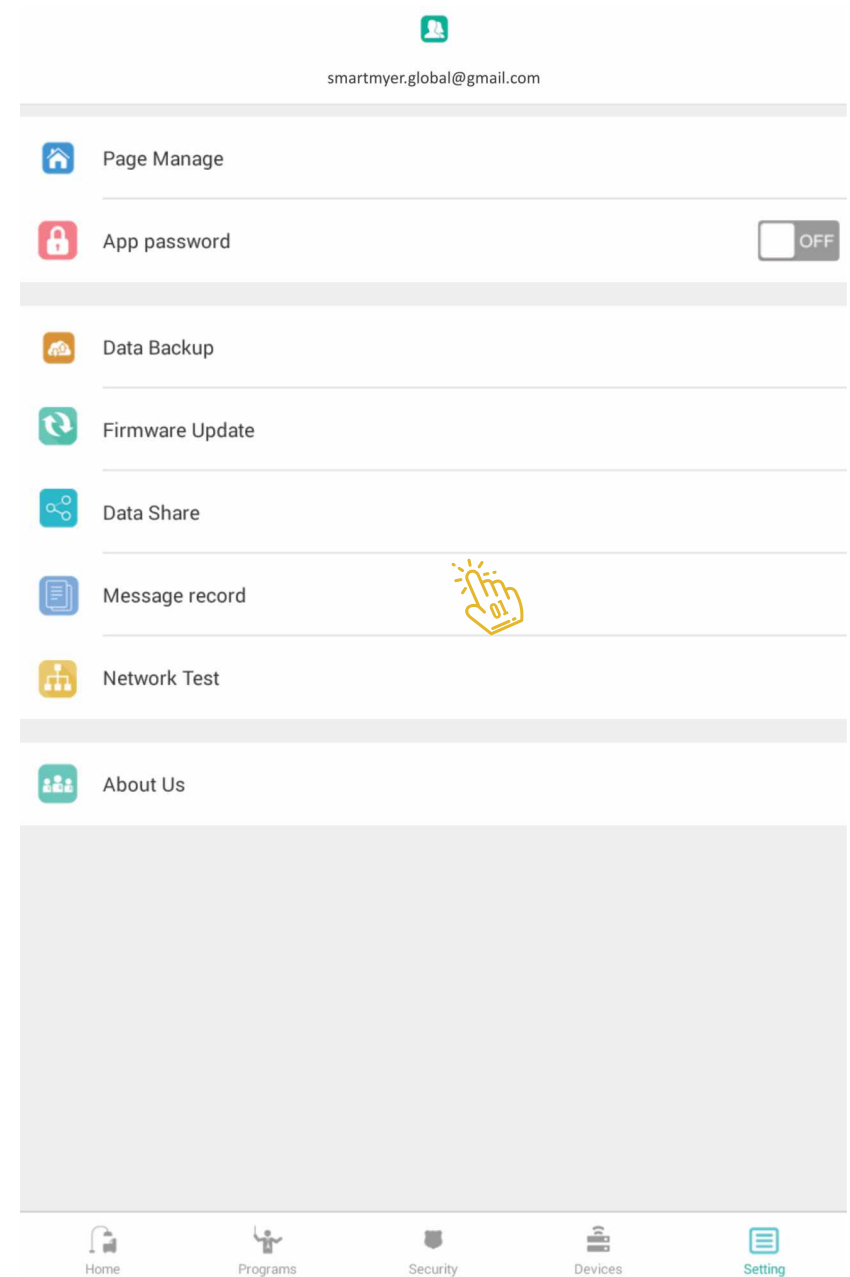 smartmyer.global@gmail.com
Page Manage
App password
OFF
Data Backup
Firmware Update
Data Share
Message record
01
Network Test
About Us
Home Programs Security Devices Setting